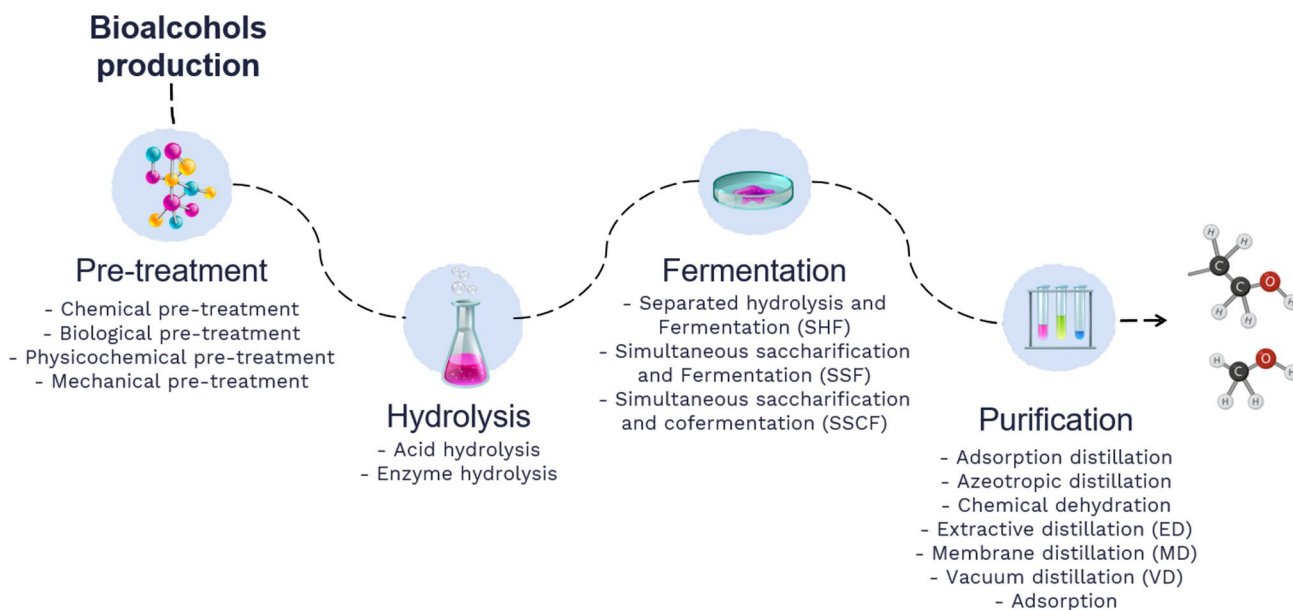 Bioalcohols
production
Pre-treatment
- Chemical pre-treatment
- Biological pre-treatment
- Physicochemical pre-treatment
- Mechanical pre-treatment
Hydrolysis
- Acid hydrolysis
- Enzyme hydrolysis
Fermentation
- Separated hydrolysis and
Fermentation (SHF)
- Simultaneous saccharification
and Fermentation (SSF)
- Simultaneous saccharification
and cofermentation (SSCF)
Purification
- Adsorption distillation
- Azeotropic distillation
- Chemical dehydration
- Extractive distillation (ED)
- Membrane distillation (MD)
- Vacuum distillation (VD)
- Adsorption
H H
C
C O
H H H
H C O H
H H